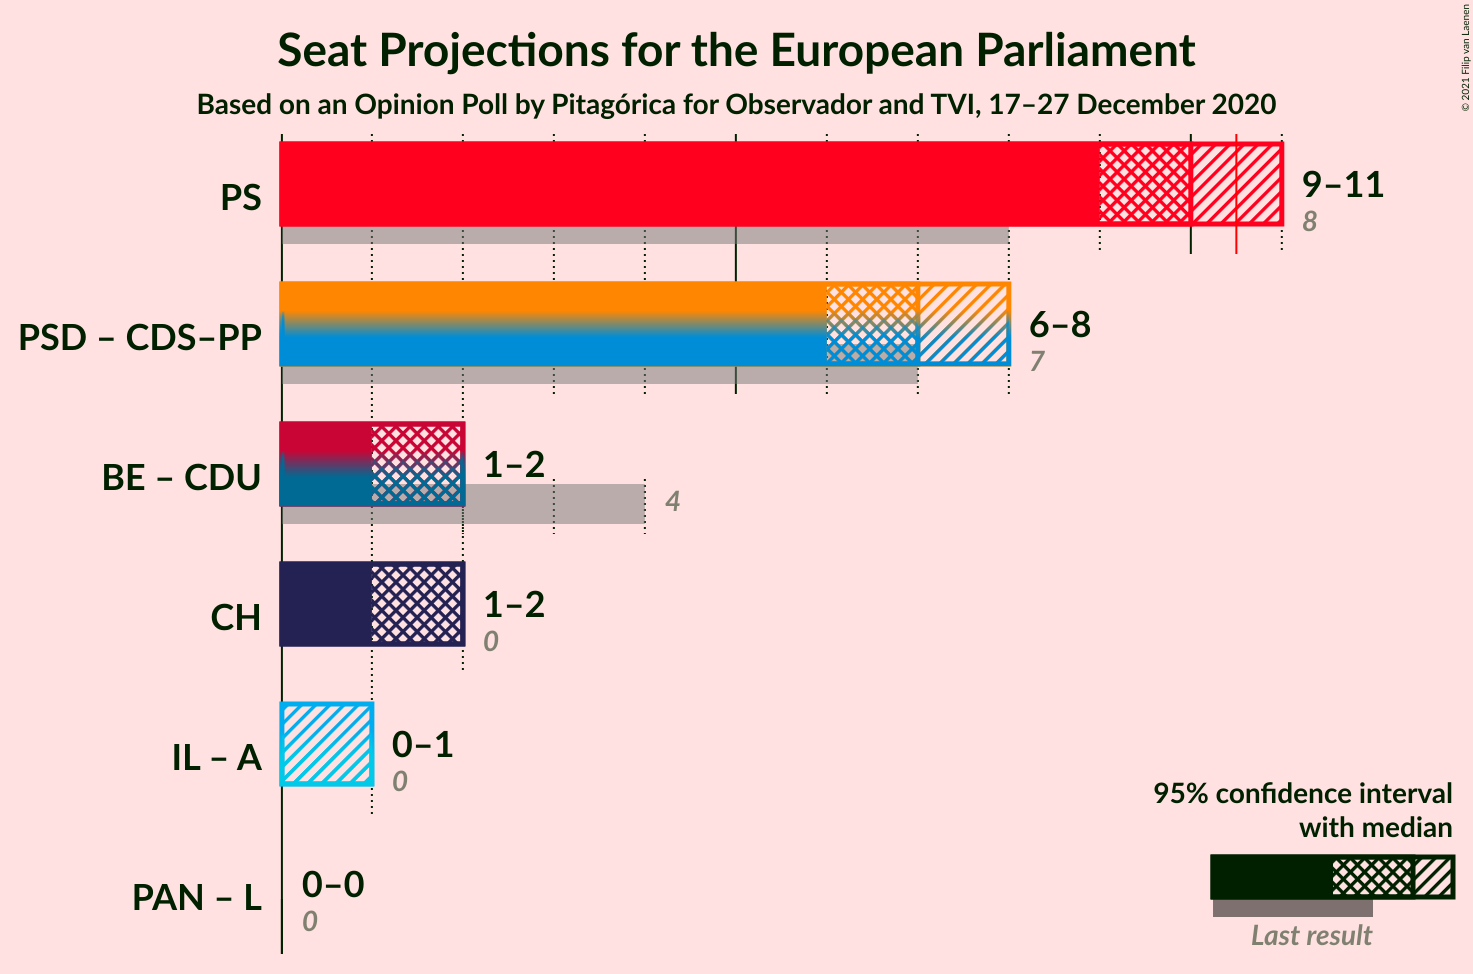 Seat Projections for the European Parliament
Based on an Opinion Poll by Pitagórica for Observador and TVI, 17–27 December 2020
© 2021 Filip van Laenen
PS
9–11
8
PSD – CDS–PP
6–8
7
BE – CDU
1–2
4
CH
1–2
0
IL – A
0–1
0
PAN – L
0–0
0
95% confidence interval
with median
Last result